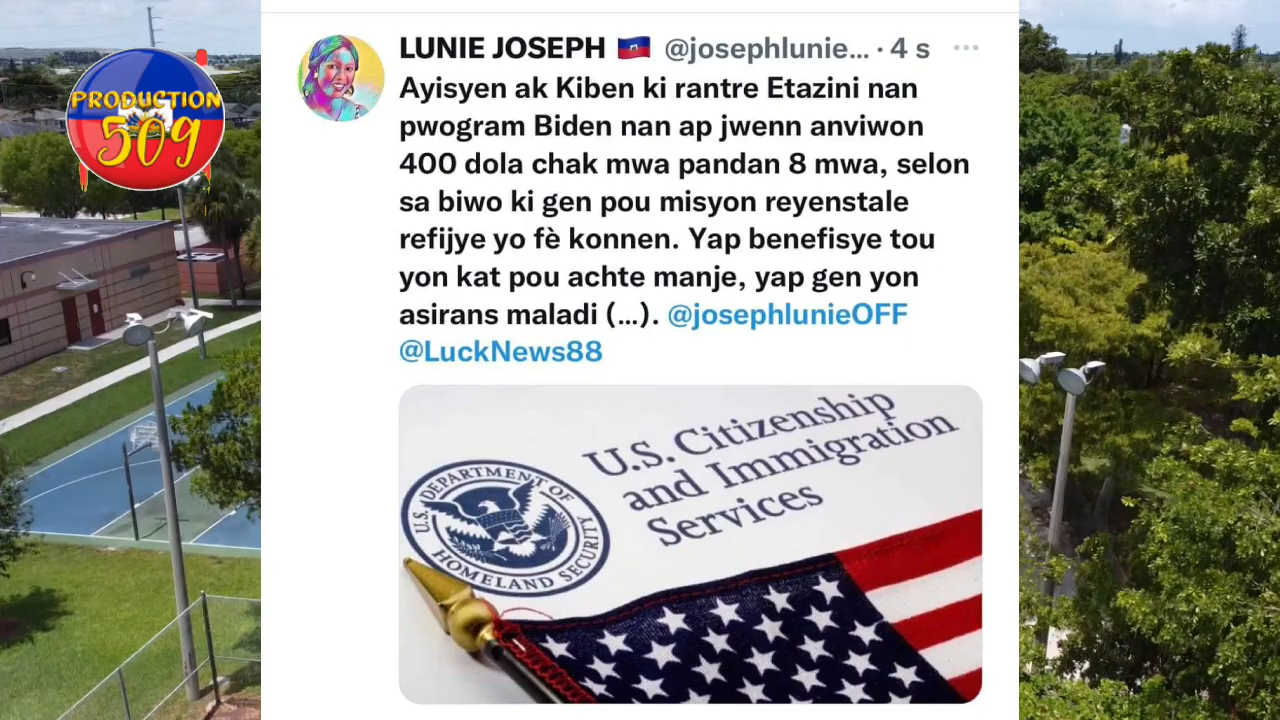 PRODUCTION
509
LUNIE JOSEPH @josephlunie... · 4 s
Ayisyen ak Kiben ki rantre Etazini nan
pwogram Biden nan ap jwenn anviwon
400 dola chak mwa pandan 8 mwa, selon
sa biwo ki gen pou misyon reyenstale
refijye yo fè konnen. Yap benefisye tou
yon kat pou achte manje, yap gen yon
asirans maladi (...). @josephlunieOFF
@LuckNews88
U.S. Citizenship
and Immigration
Services
U.S. DEPARTMENT OF
HOMELAND SECURITY